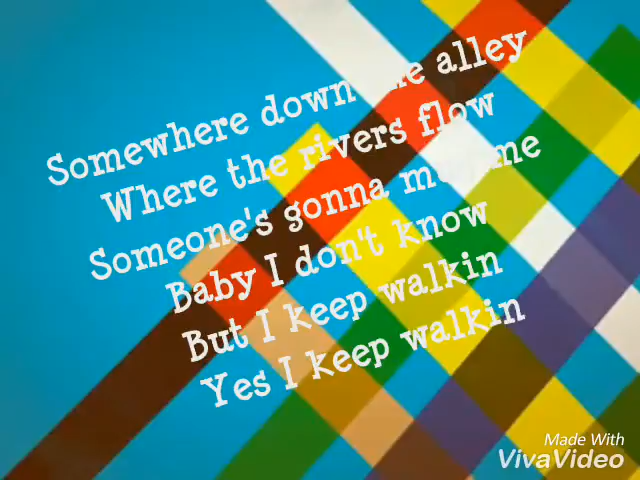 Somewhere down the alley
Where the rivers flow
Someone's gonna me
Baby I don't know
But I keep walkin
Yes I keep walkin
Made With
VivaVideo